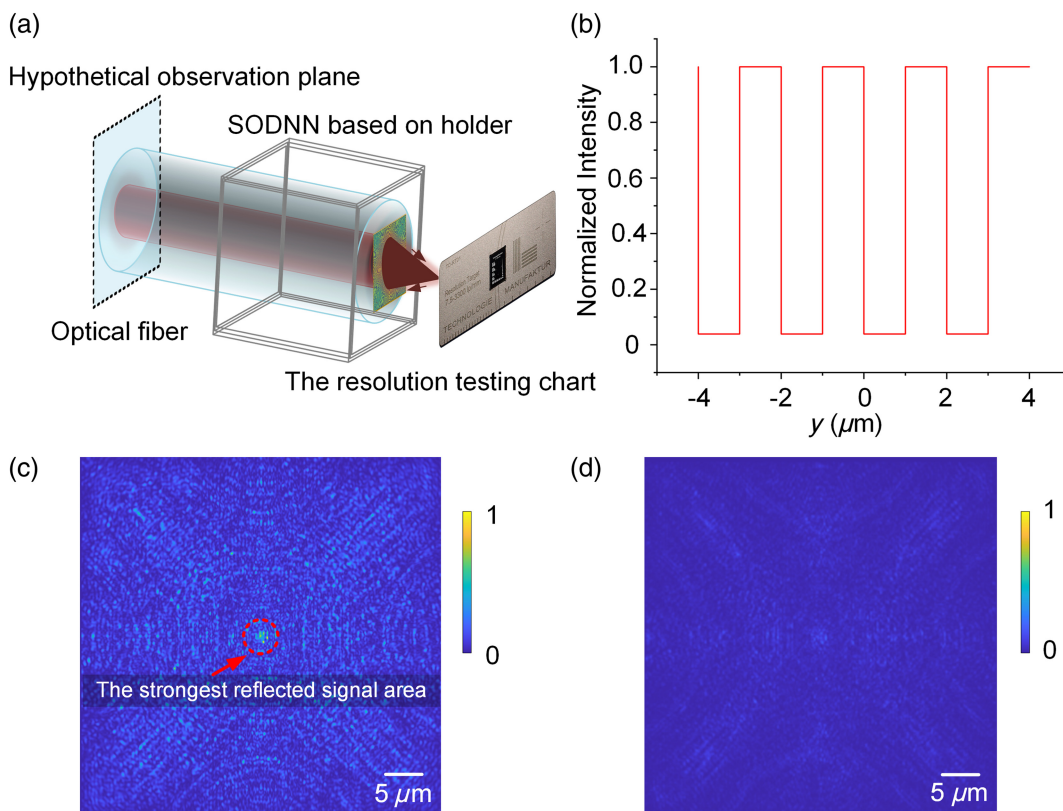 (a)
Hypothetical observation plane
SODNN based on holder
Optical fiber
The resolution testing chart
Resolution Target
TECHNOLOGIE MANUFAKTUR
(b)
Normalized Intensity
1.0
0.8
0.6
0.4
0.2
0
-4
-2
0
2
4
y (μm)
(c)
The strongest reflected signal area
5 μm
1
0
(d)
5 μm
1
0